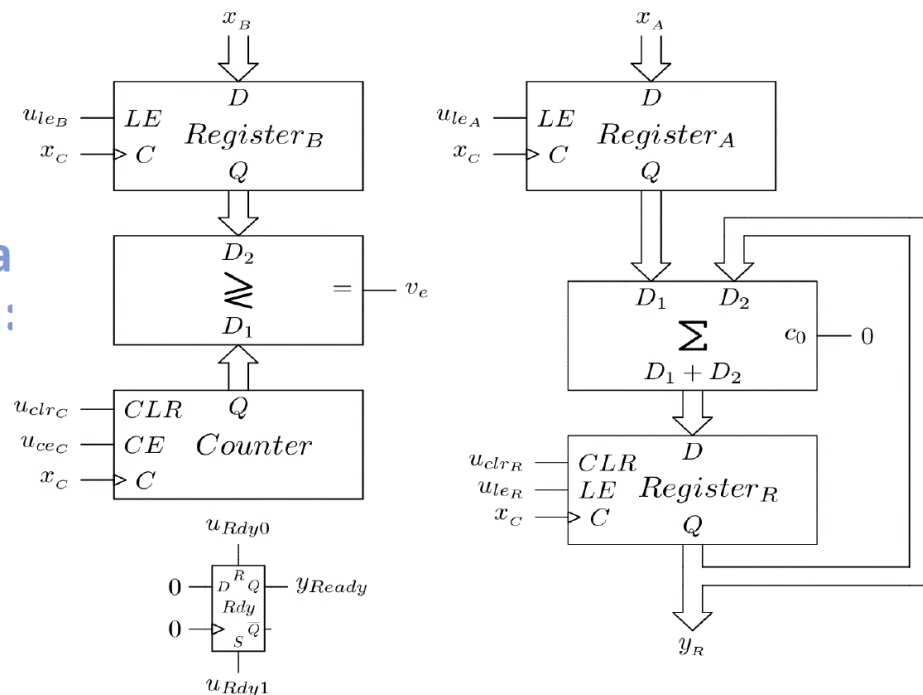 x_B
D
u_{le_B} LE
Register_B
x_C C
Q
D_2
⋛ = v_e
D_1
Q
u_{clr_C} CLR
u_{ce_C} CE Counter
x_C C
u_{Rdy0}
0 D R Q y_{Ready}
Rdy
0 Q̅
S
u_{Rdy1}
x_A
D
u_{le_A} LE
Register_A
x_C C
Q
D_1 D_2
Σ c_0 0
D_1 + D_2
D
u_{clr_R} CLR
u_{le_R} LE Register_R
x_C C
Q
y_R
a
: